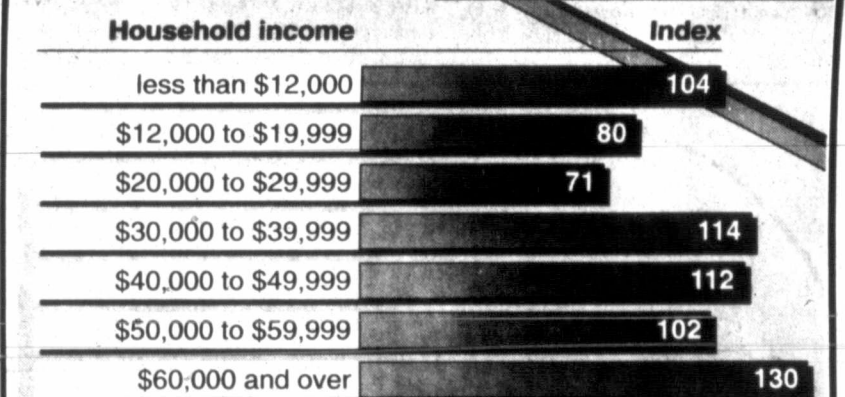 Household income Index
less than $12,000 104
$12,000 to $19,999 80
$20,000 to $29,999 71
$30,000 to $39,999 114
$40,000 to $49,999 112
$50,000 to $59,999 102
$60,000 and over 130